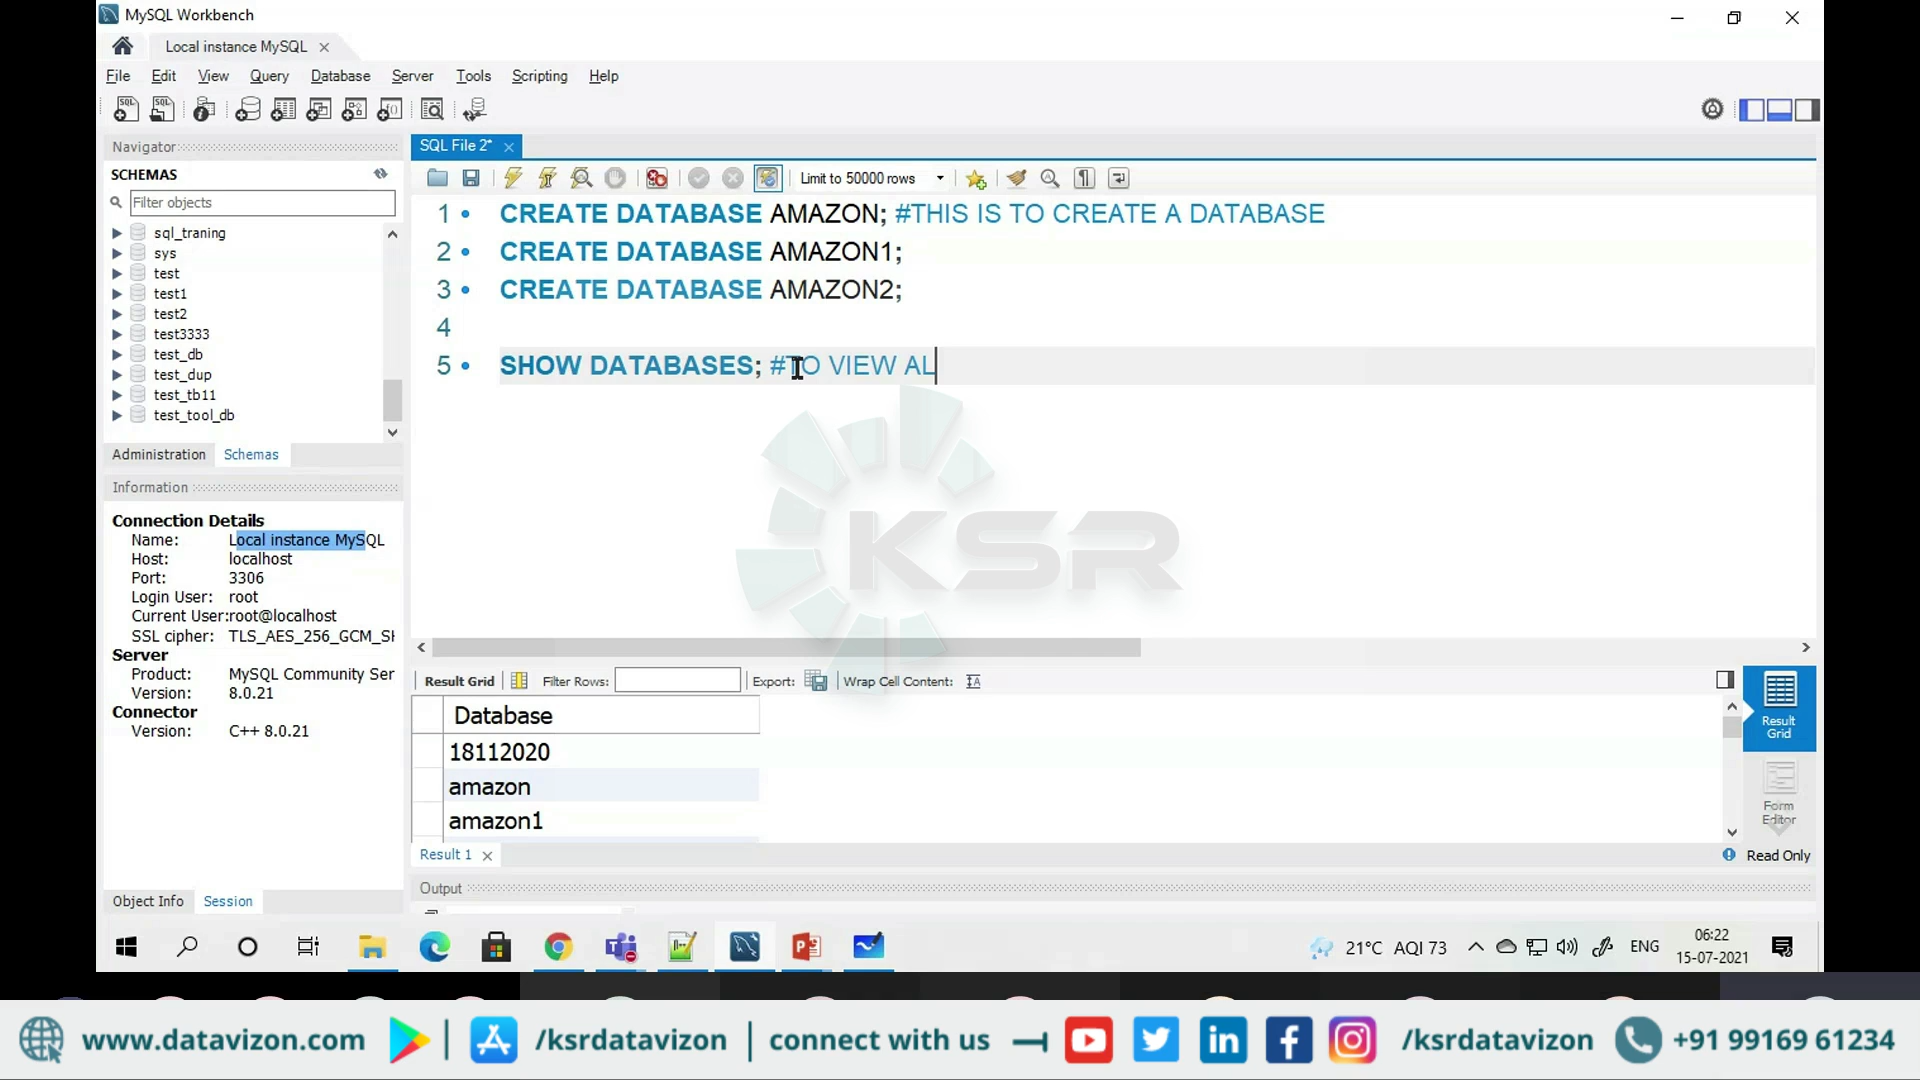 MySQL Workbench
Local instance MySQL
File Edit View Query Database Server Tools Scripting Help
Navigator
SCHEMAS
Filter objects
sql_traning
sys
test
test1
test2
test3333
test_db
test_dup
test_tb11
test_tool_db
Administration Schemas
Information
Connection Details
Name: Local instance MySQL
Host: localhost
Port: 3306
Login User: root
Current User: root@localhost
SSL cipher: TLS_AES_256_GCM_SH
Server
Product: MySQL Community Ser
Version: 8.0.21
Connector
Version: C++ 8.0.21
Object Info Session
SQL File 2*
Limit to 50000 rows
1 CREATE DATABASE AMAZON; #THIS IS TO CREATE A DATABASE
2 CREATE DATABASE AMAZON1;
3 CREATE DATABASE AMAZON2;
4
5 SHOW DATABASES; #TO VIEW AL
KSR
Result Grid Filter Rows: Export: Wrap Cell Content:
Database
18112020
amazon
amazon1
Result Grid
Form Editor
Result 1
Read Only
Output
21°C AQI 73 ENG 06:22
15-07-2021
www.datavizon.com /ksrdatavizon connect with us /ksrdatavizon +91 99169 61234